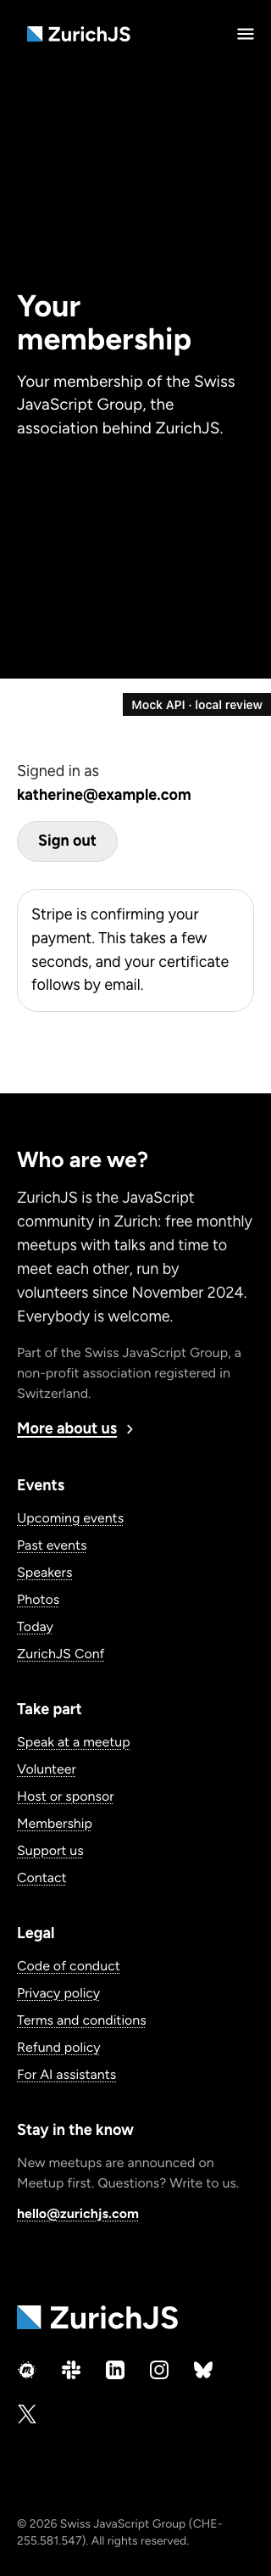 ZurichJS
Your
membership
Your membership of the Swiss
JavaScript Group, the
association behind ZurichJS.
Mock API · local review
Signed in as
katherine@example.com
Sign out
Stripe is confirming your
payment. This takes a few
seconds, and your certificate
follows by email.
Who are we?
ZurichJS is the JavaScript
community in Zurich: free monthly
meetups with talks and time to
meet each other, run by
volunteers since November 2024.
Everybody is welcome.
Part of the Swiss JavaScript Group, a
non-profit association registered in
Switzerland.
More about us
Events
Upcoming events
Past events
Speakers
Photos
Today
ZurichJS Conf
Take part
Speak at a meetup
Volunteer
Host or sponsor
Membership
Support us
Contact
Legal
Code of conduct
Privacy policy
Terms and conditions
Refund policy
For AI assistants
Stay in the know
New meetups are announced on
Meetup first. Questions? Write to us.
hello@zurichjs.com
ZurichJS
© 2026 Swiss JavaScript Group (CHE-
255.581.547). All rights reserved.